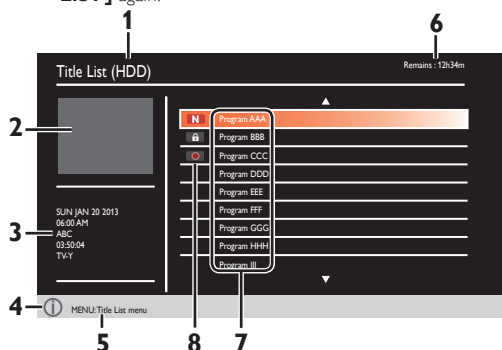 LIST ] again.
1
6
Title List (HDD)
Remains : 12h34m
2
N
Program AAA
Program BBB
Program CCC
Program DDD
Program EEE
Program FFF
Program GGG
Program HHH
Program III
SUN JAN 20 2013
06:00 AM
3
ABC
03:50:04
TV-Y
4
i
MENU: Title List menu
5
8
7